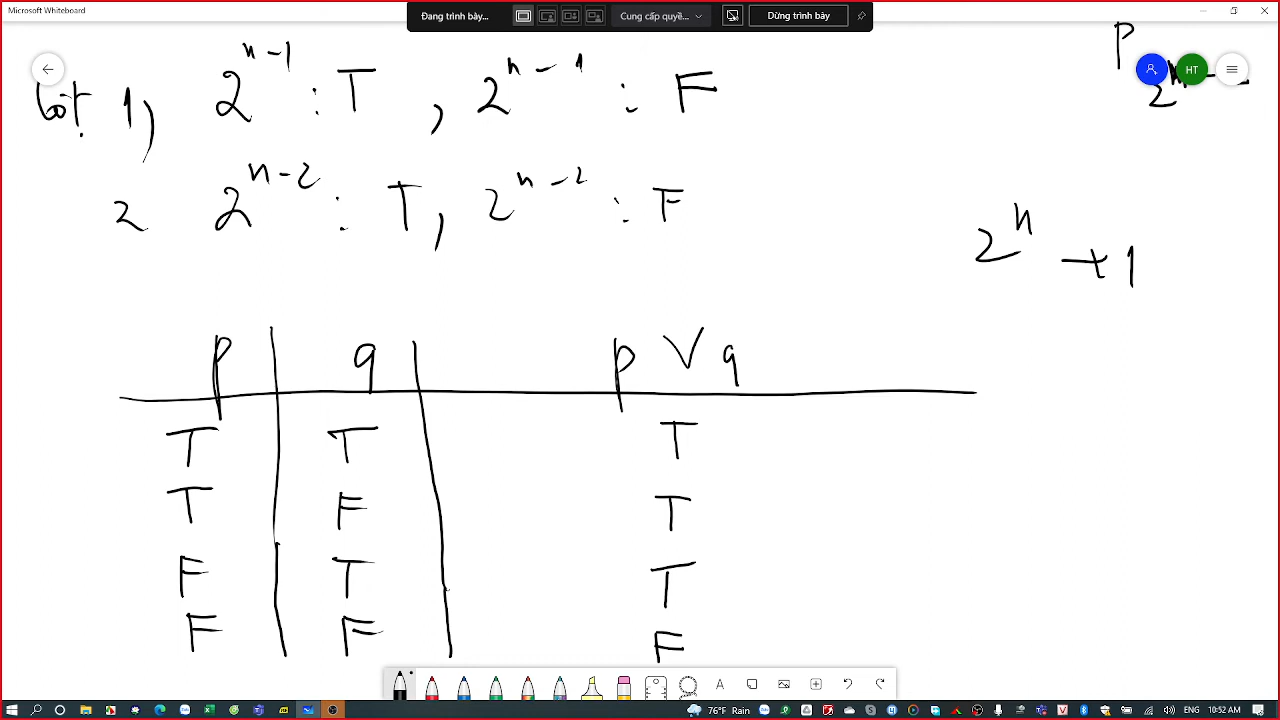 Microsoft Whiteboard
Đang trình bày...
Cung cấp quyề...
Dừng trình bày
p
HT
Cột 1, 2^{n-1} : T, 2^{n-1} : F
2 2^{n-2} : T, 2^{n-2} : F
2^n + 1
p q p ∨ q
T T T
T F T
F T T
F F F
A
76°F Rain
ENG
10:52 AM